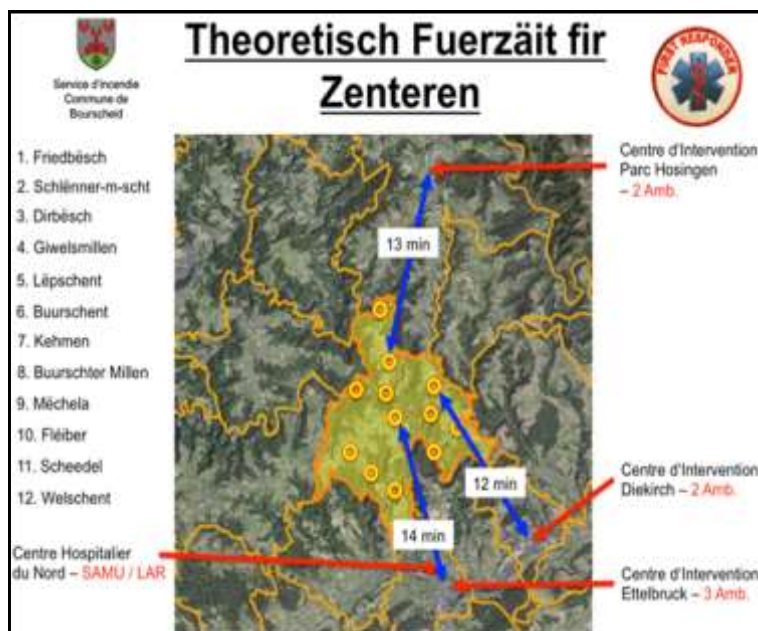 Theoretisch Fuerzäit fir
Zenteren
Service d'Incendie
Commune de
Bourscheid
FIRST RESPONDER
1. Friedbësch
2. Schlënner-m-scht
3. Dirbësch
4. Giwelsmillen
5. Lëpschent
6. Buurschent
7. Kehmen
8. Buurschter Millen
9. Mëchela
10. Fléiber
11. Scheedel
12. Welschent
Centre Hospitalier
du Nord – SAMU / LAR
13 min
12 min
14 min
Centre d'Intervention
Parc Hosingen
– 2 Amb.
Centre d'Intervention
Diekirch – 2 Amb.
Centre d'Intervention
Ettelbruck – 3 Amb.